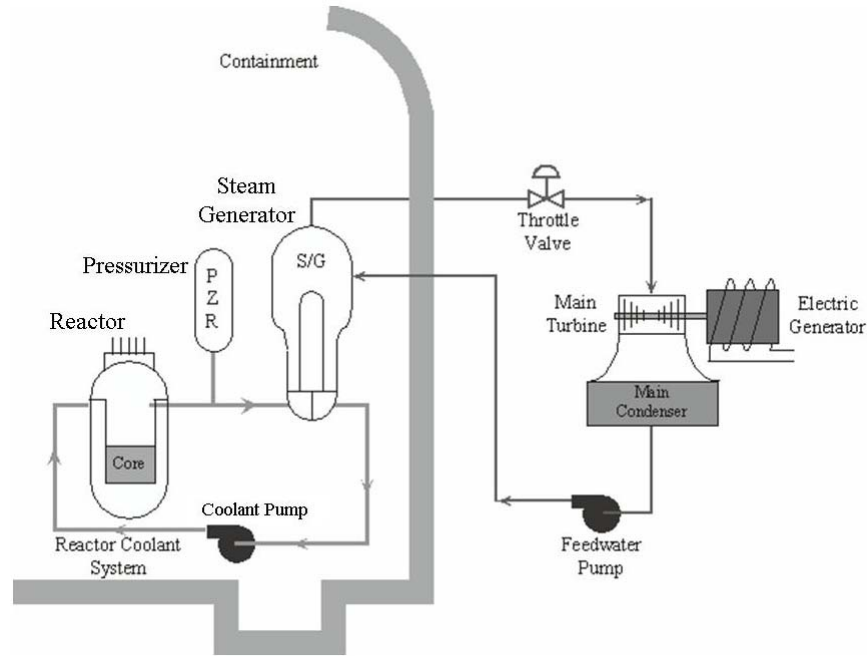 Containment
Steam
Generator
Throttle
Valve
S/G
Pressurizer
P
Z
R
Main
Turbine
Electric
Generator
Reactor
Main
Condenser
Core
Coolant Pump
Reactor Coolant
System
Feedwater
Pump